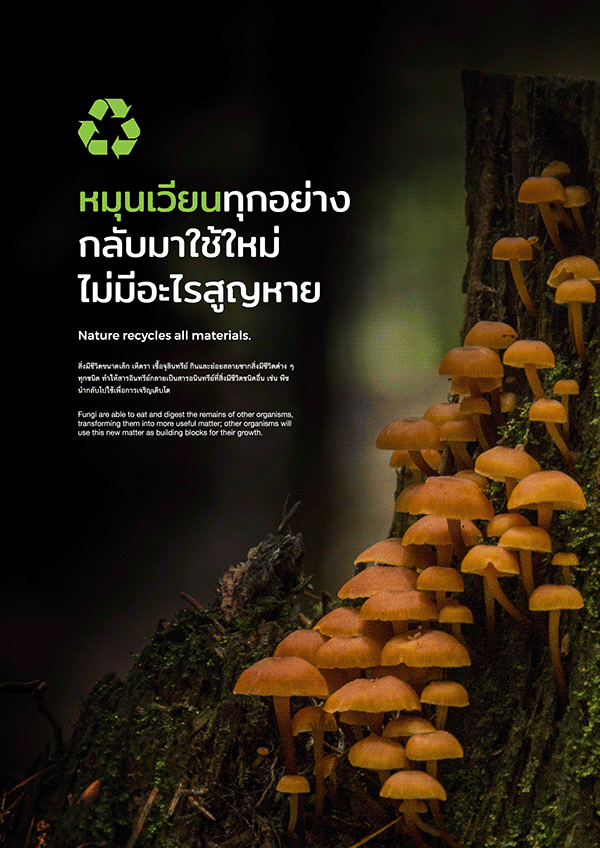 หมุนเวียนทุกอย่าง
กลับมาใช้ใหม่
ไม่มีอะไรสูญหาย
Nature recycles all materials.
สิ่งมีชีวิตขนาดเล็ก เห็ดรา เชื้อจุลินทรีย์ กินและย่อยสลายซากสิ่งมีชีวิตต่าง ๆ
ทุกชนิด ทำให้สารอินทรีย์กลายเป็นสารอนินทรีย์ที่สิ่งมีชีวิตชนิดอื่น เช่น พืช
นำกลับไปใช้เพื่อการเจริญเติบโต
Fungi are able to eat and digest the remains of other organisms,
transforming them into more useful matter; other organisms will
use this new matter as building blocks for their growth.